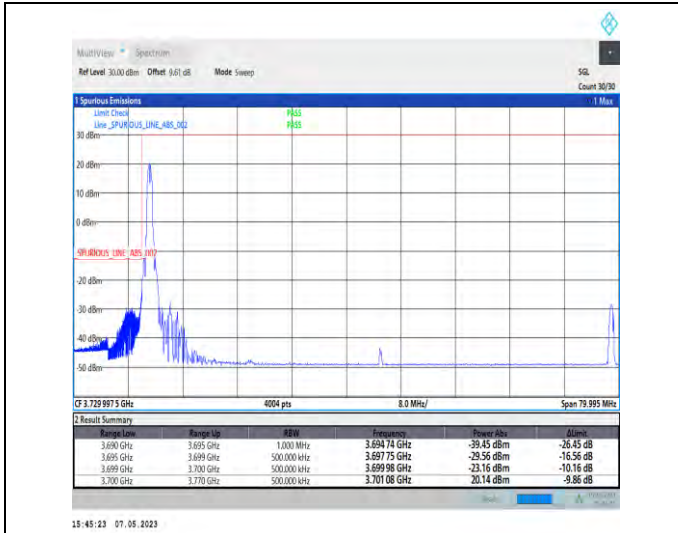 MultiView Spectrum
Ref Level 30.00 dBm Offset 9.61 dB Mode Sweep SGL
Count 30/30
1 Spurious Emissions 1 Max
Limit Check PASS
Line _SPURIOUS_LINE_ABS_002 PASS
30 dBm
20 dBm
10 dBm
0 dBm
_SPURIOUS_LINE_ABS_002
-20 dBm
-30 dBm
-40 dBm
-50 dBm
CF 3.729 997 5 GHz 4004 pts 8.0 MHz/ Span 79.995 MHz
2 Result Summary
Range Low Range Up RBW Frequency Power Abs ΔLimit
3.690 GHz 3.695 GHz 1.000 MHz 3.694 74 GHz -39.45 dBm -26.45 dB
3.695 GHz 3.699 GHz 500.000 kHz 3.697 75 GHz -29.56 dBm -16.56 dB
3.699 GHz 3.700 GHz 500.000 kHz 3.699 98 GHz -23.16 dBm -10.16 dB
3.700 GHz 3.770 GHz 500.000 kHz 3.701 08 GHz 20.14 dBm -9.86 dB
15:45:23 07.05.2023